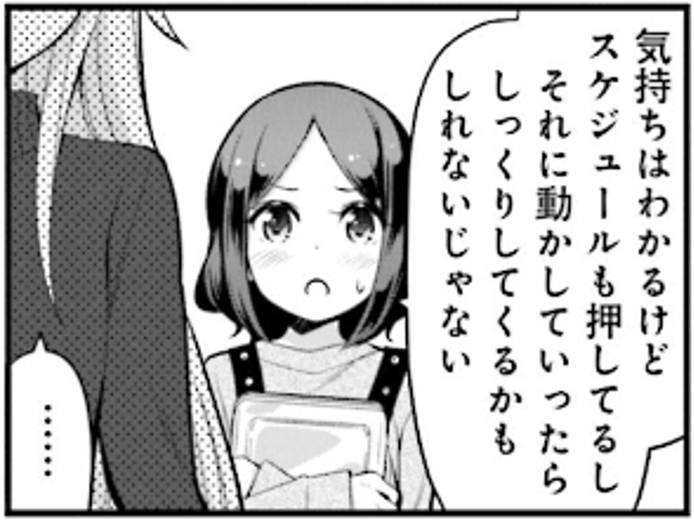 気持ちはわかるけど
スケジュールも押してるし
それに動かしていったら
しっくりしてくるかも
しれないじゃない
……